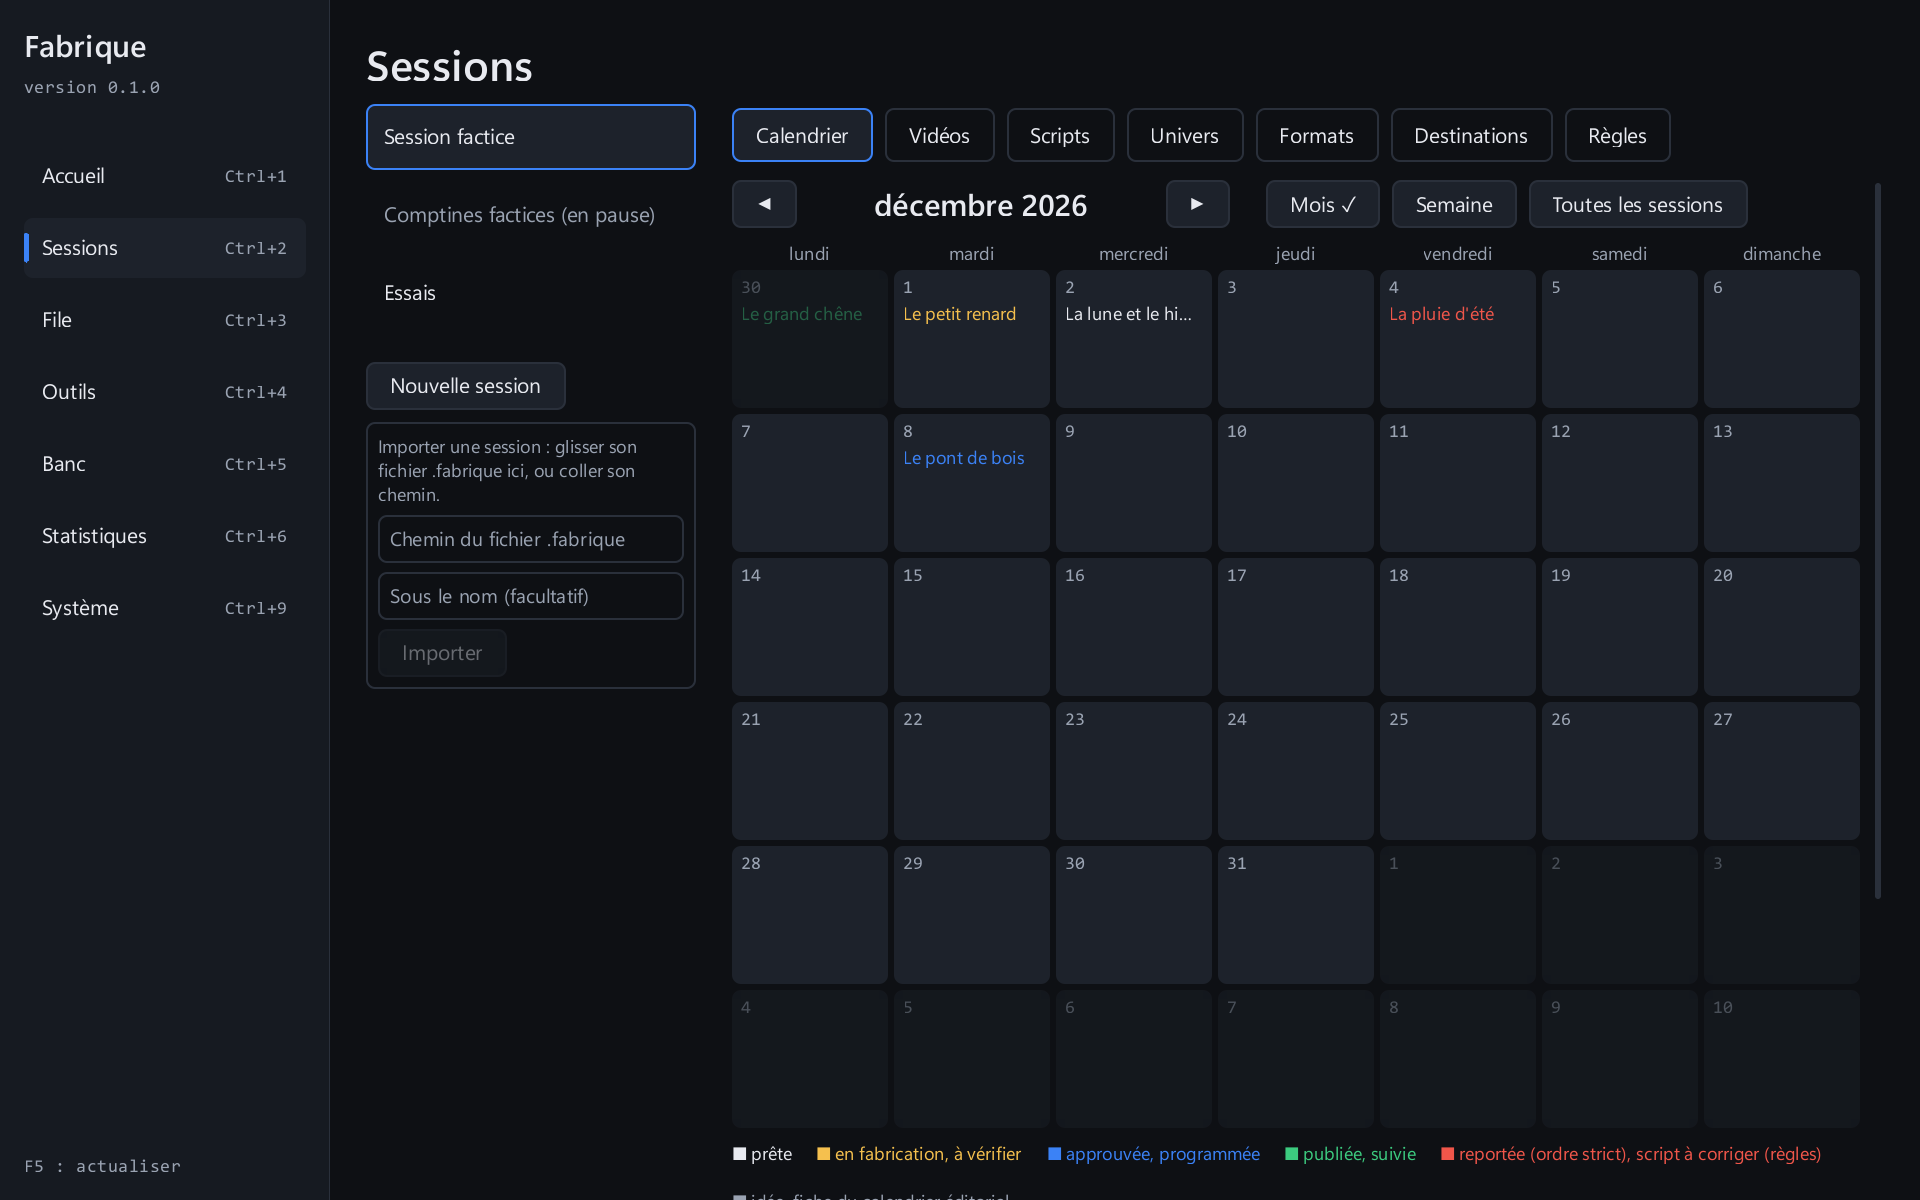 Fabrique
version 0.1.0
Accueil Ctrl+1
Sessions Ctrl+2
File Ctrl+3
Outils Ctrl+4
Banc Ctrl+5
Statistiques Ctrl+6
Système Ctrl+9
F5 : actualiser
Sessions
Session factice
Comptines factices (en pause)
Essais
Nouvelle session
Importer une session : glisser son
fichier .fabrique ici, ou coller son
chemin.
Chemin du fichier .fabrique
Sous le nom (facultatif)
Importer
Calendrier Vidéos Scripts Univers Formats Destinations Règles
◄ décembre 2026 ► Mois ✓ Semaine Toutes les sessions
lundi mardi mercredi jeudi vendredi samedi dimanche
30 1 2 3 4 5 6
Le grand chêne Le petit renard La lune et le hi... La pluie d'été
7 8 9 10 11 12 13
Le pont de bois
14 15 16 17 18 19 20
21 22 23 24 25 26 27
28 29 30 31 1 2 3
4 5 6 7 8 9 10
prête en fabrication, à vérifier approuvée, programmée publiée, suivie reportée (ordre strict), script à corriger (règles)
idée, fiche du calendrier éditorial